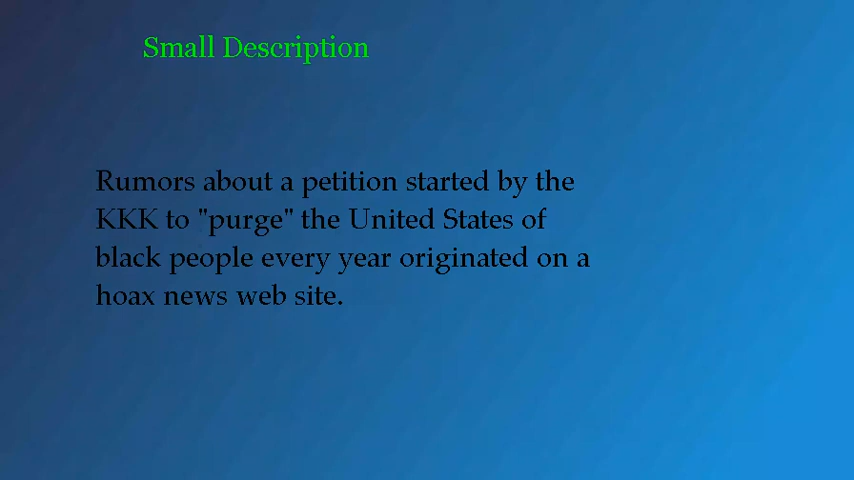 Small Description
Rumors about a petition started by the
KKK to "purge" the United States of
black people every year originated on a
hoax news web site.